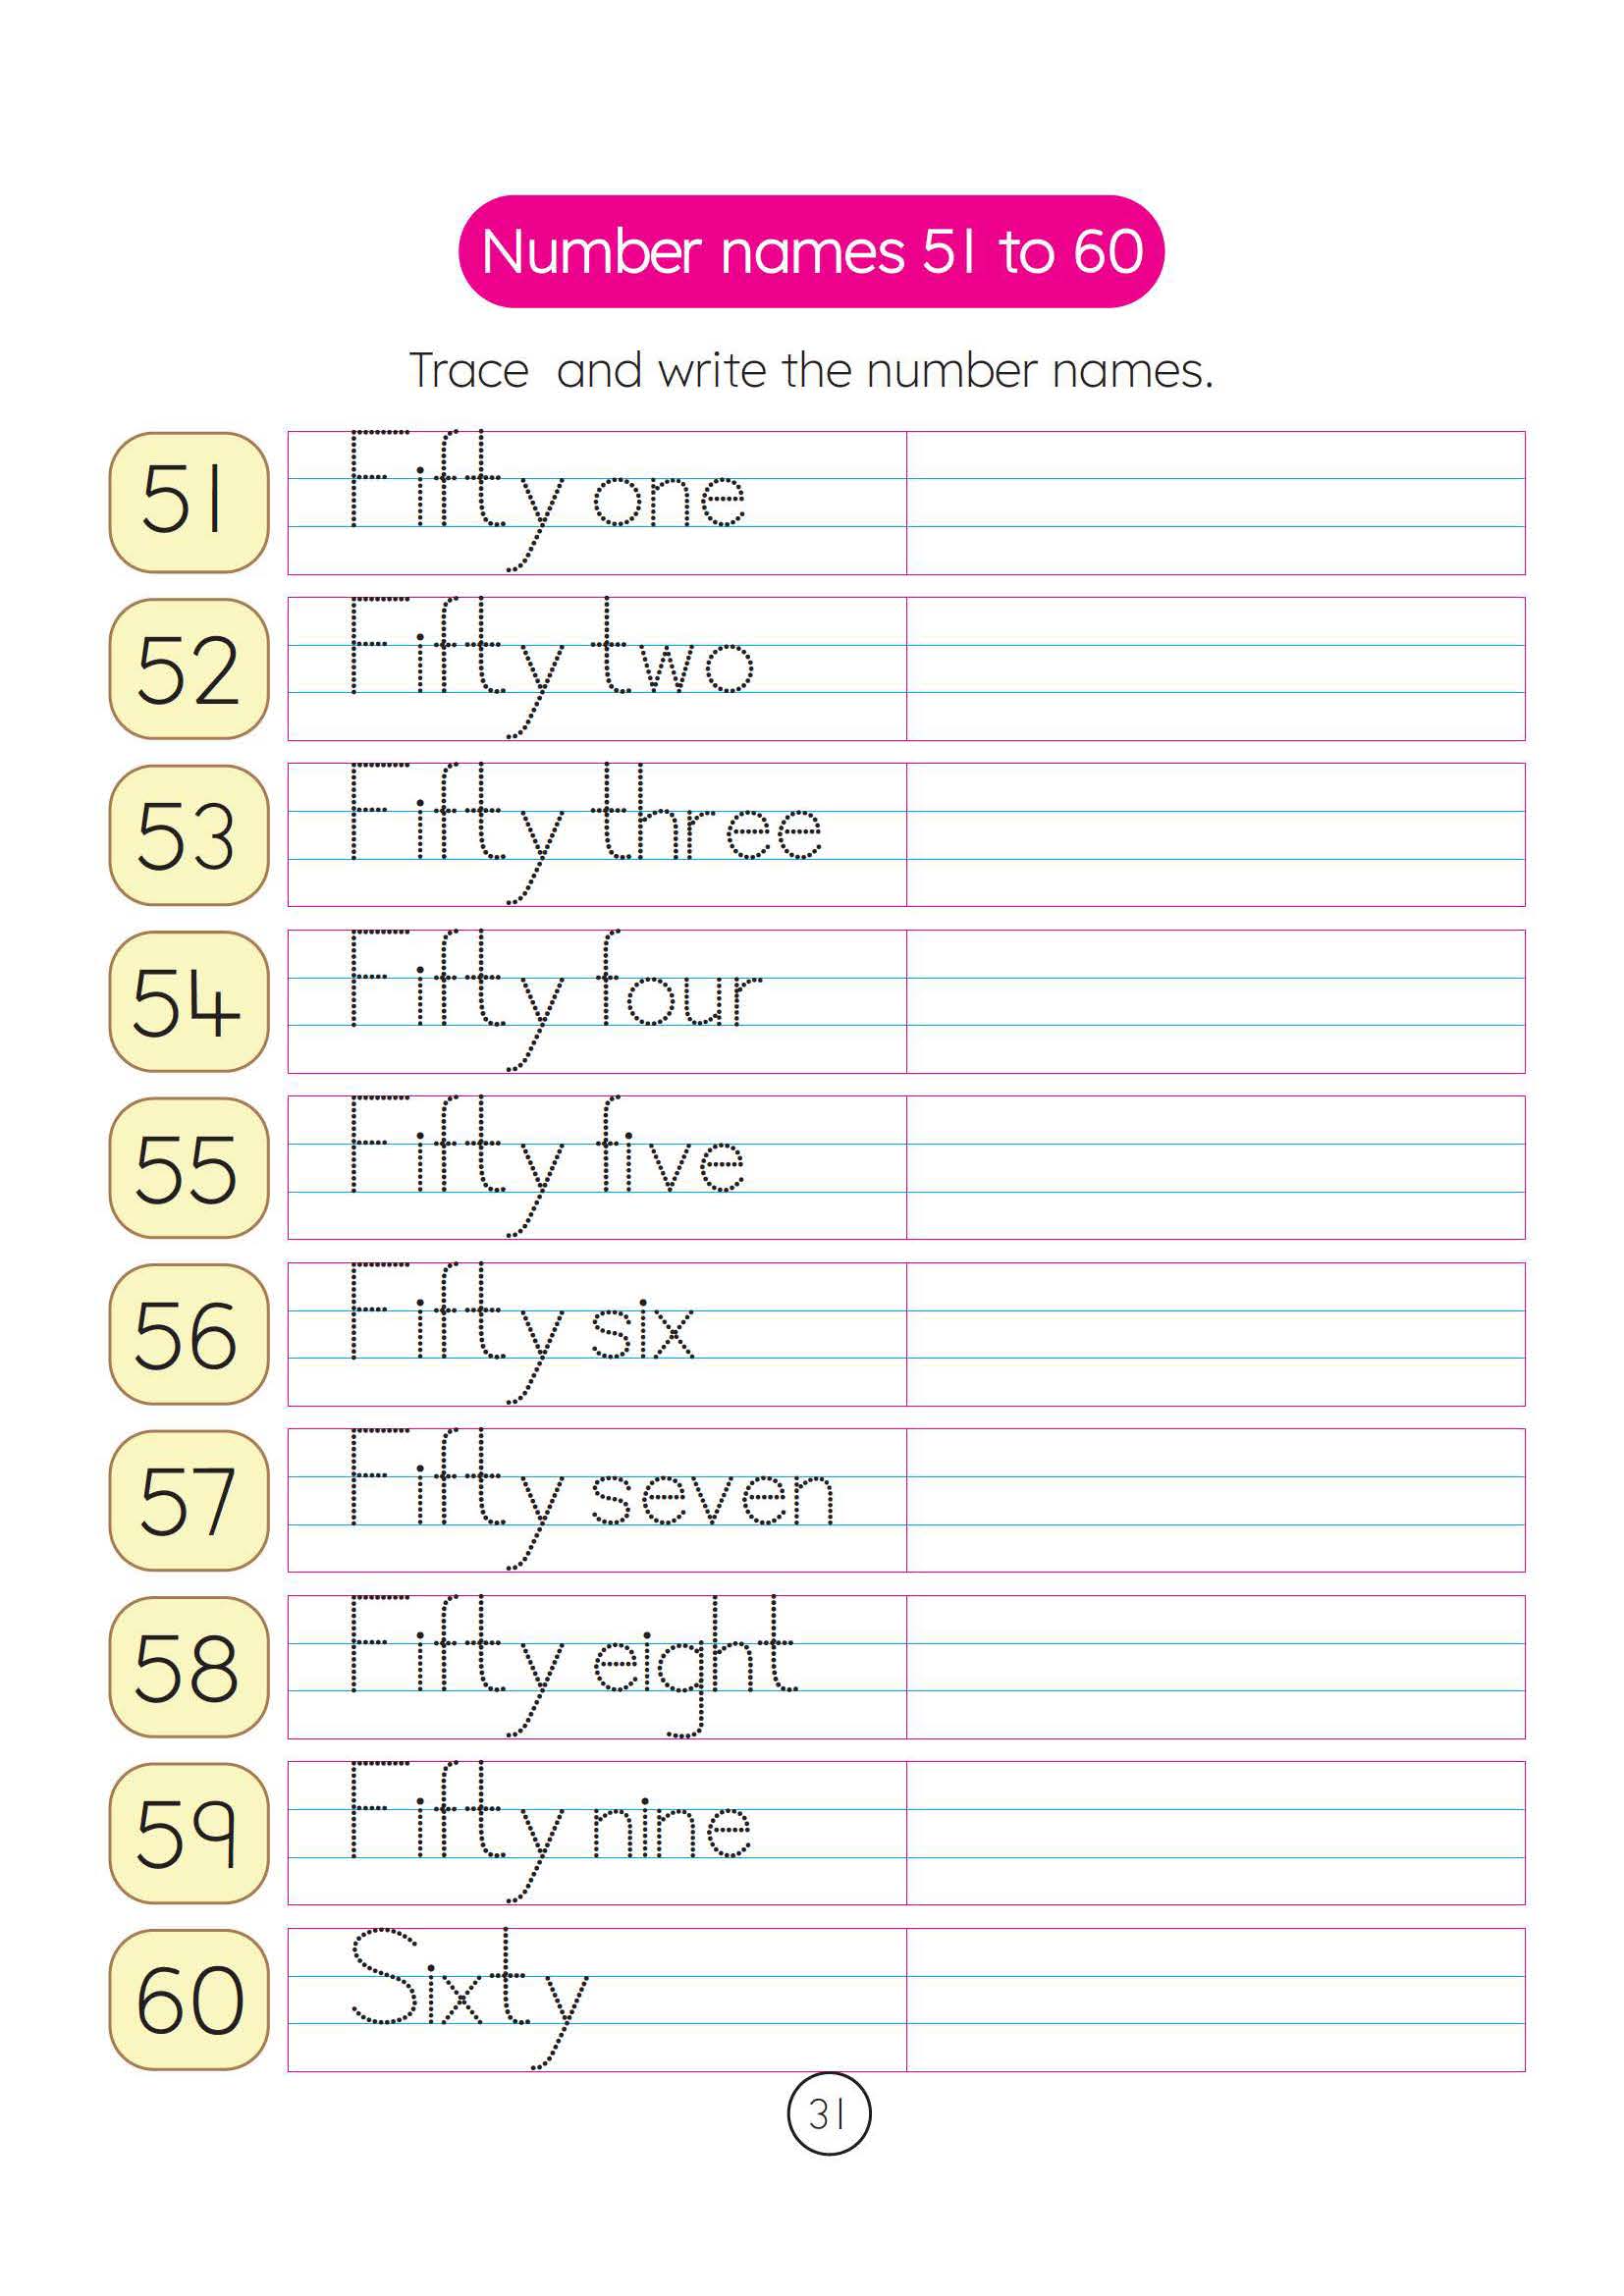 Number names 51 to 60
Trace and write the number names.
51 Fifty one
52 Fifty two
53 Fifty three
54 Fifty four
55 Fifty five
56 Fifty six
57 Fifty seven
58 Fifty eight
59 Fifty nine
60 Sixty
31